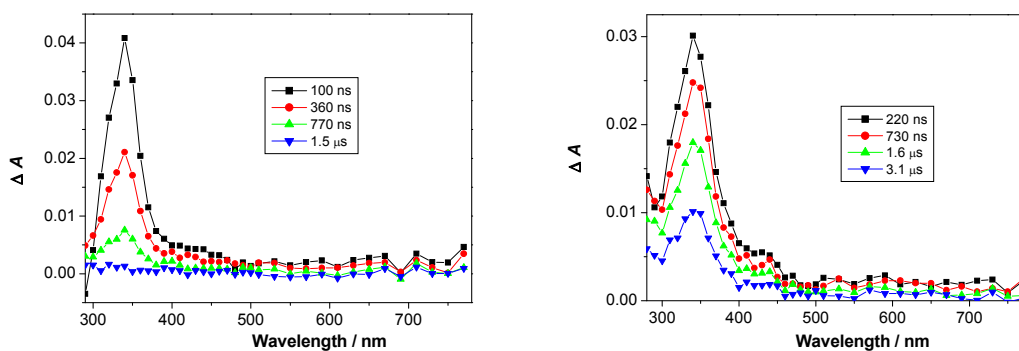 0.04
0.03
0.02
0.01
0.00
Δ A
100 ns
360 ns
770 ns
1.5 μs
300 400 500 600 700
Wavelength / nm
0.03
0.02
0.01
0.00
Δ A
220 ns
730 ns
1.6 μs
3.1 μs
300 400 500 600 700
Wavelength / nm